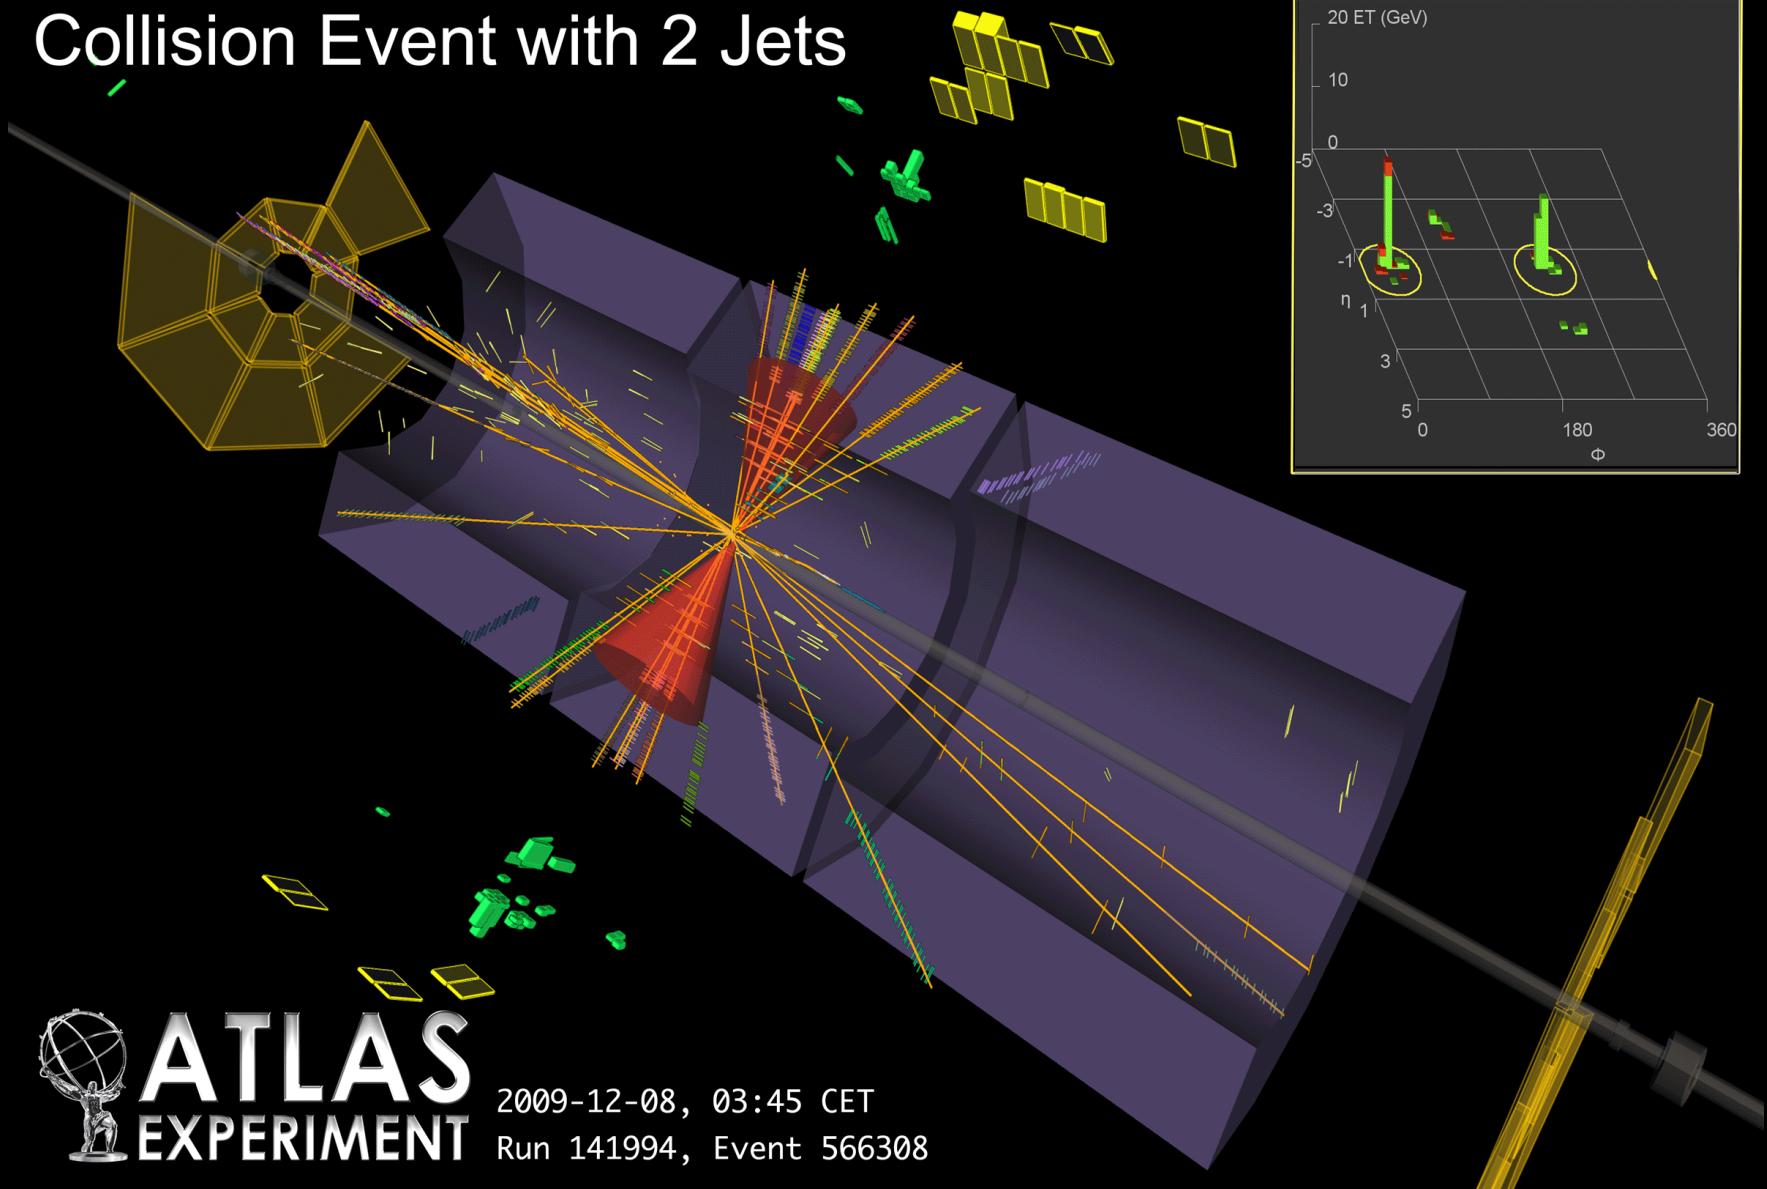 Collision Event with 2 Jets
20 ET (GeV)
10
0
-5
-3
-1
η 1
3
5
0 180 360
Φ
ATLAS
EXPERIMENT
2009-12-08, 03:45 CET
Run 141994, Event 566308